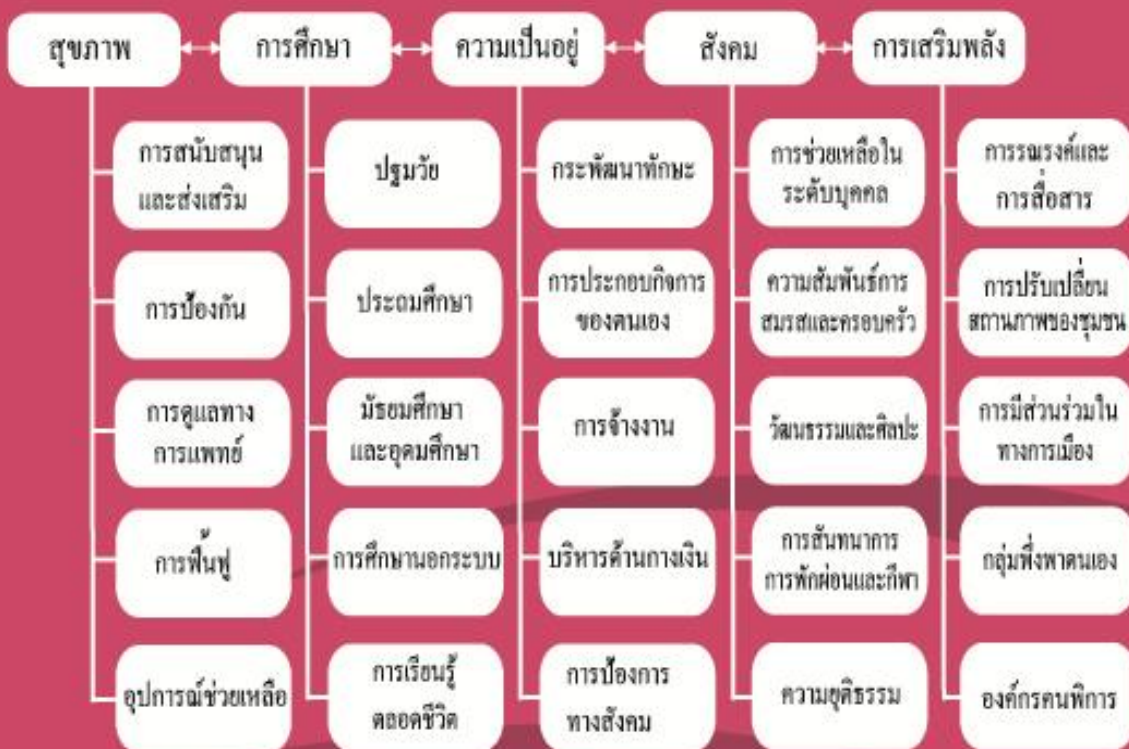 สุขภาพ
การศึกษา
ความเป็นอยู่
สังคม
การเสริมพลัง
การสนับสนุน
และส่งเสริม
ปฐมวัย
กระพัฒนาทักษะ
การช่วยเหลือใน
ระดับบุคคล
การรณรงค์และ
การสื่อสาร
การป้องกัน
ประถมศึกษา
การประกอบกิจการ
ของตนเอง
ความสัมพันธ์การ
สมรสและครอบครัว
การปรับเปลี่ยน
สถานภาพของชุมชน
การดูแลทาง
การแพทย์
มัธยมศึกษา
และอุดมศึกษา
การจ้างงาน
วัฒนธรรมและศิลปะ
การมีส่วนร่วมใน
ทางการเมือง
การฟื้นฟู
การศึกษานอกระบบ
บริหารด้านกางเงิน
การสันทนาการ
การพักผ่อนและกีฬา
กลุ่มพึ่งพาตนเอง
อุปการณ์ช่วยเหลือ
การเรียนรู้
ตลอดชีวิต
การป้องการ
ทางสังคม
ความยุติธรรม
องค์กรคนพิการ